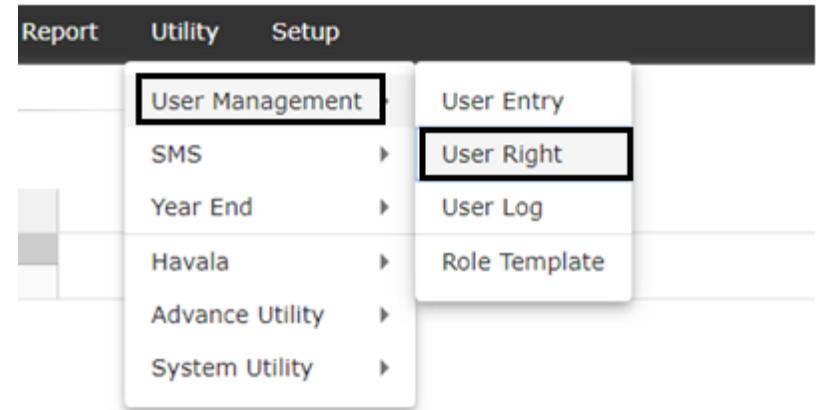 Report Utility Setup
User Management
SMS
Year End
Havala
Advance Utility
System Utility
User Entry
User Right
User Log
Role Template